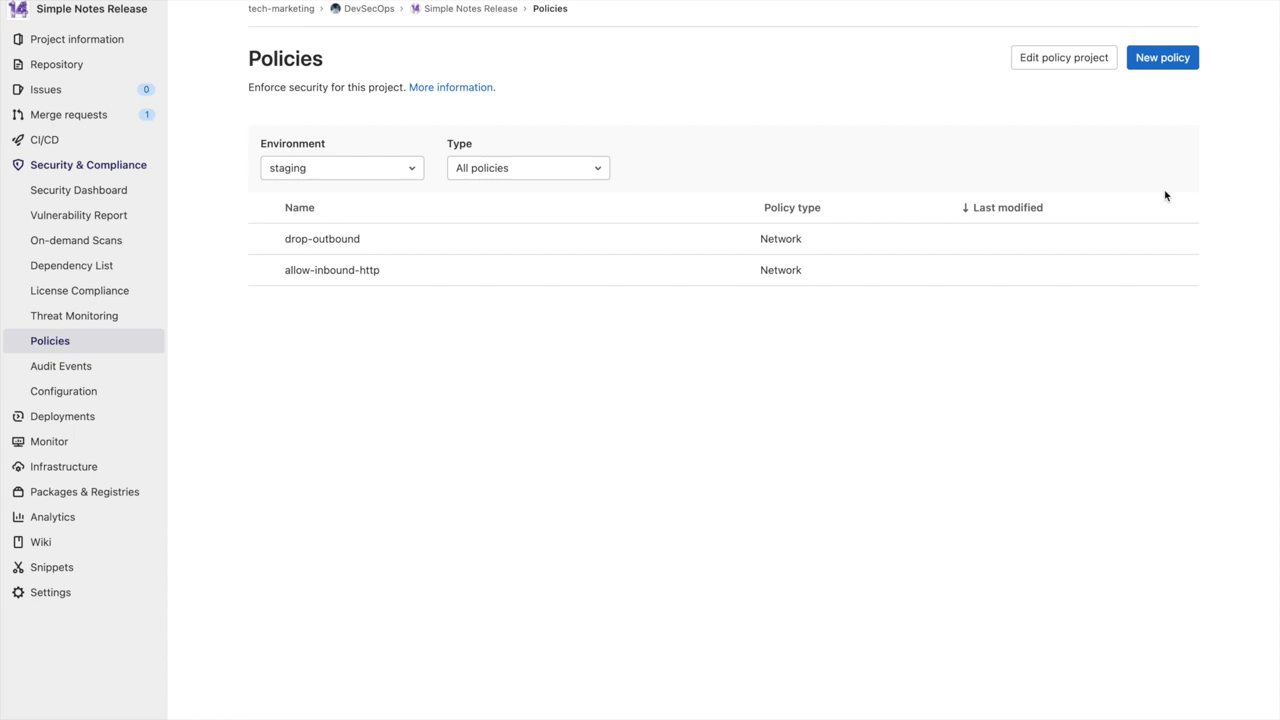 Simple Notes Release
Project information
Repository
Issues 0
Merge requests 1
CI/CD
Security & Compliance
Security Dashboard
Vulnerability Report
On-demand Scans
Dependency List
License Compliance
Threat Monitoring
Policies
Audit Events
Configuration
Deployments
Monitor
Infrastructure
Packages & Registries
Analytics
Wiki
Snippets
Settings
tech-marketing › DevSecOps › Simple Notes Release › Policies
Policies
Edit policy project
New policy
Enforce security for this project. More information.
Environment Type
staging All policies
Name Policy type ↓ Last modified
drop-outbound Network
allow-inbound-http Network